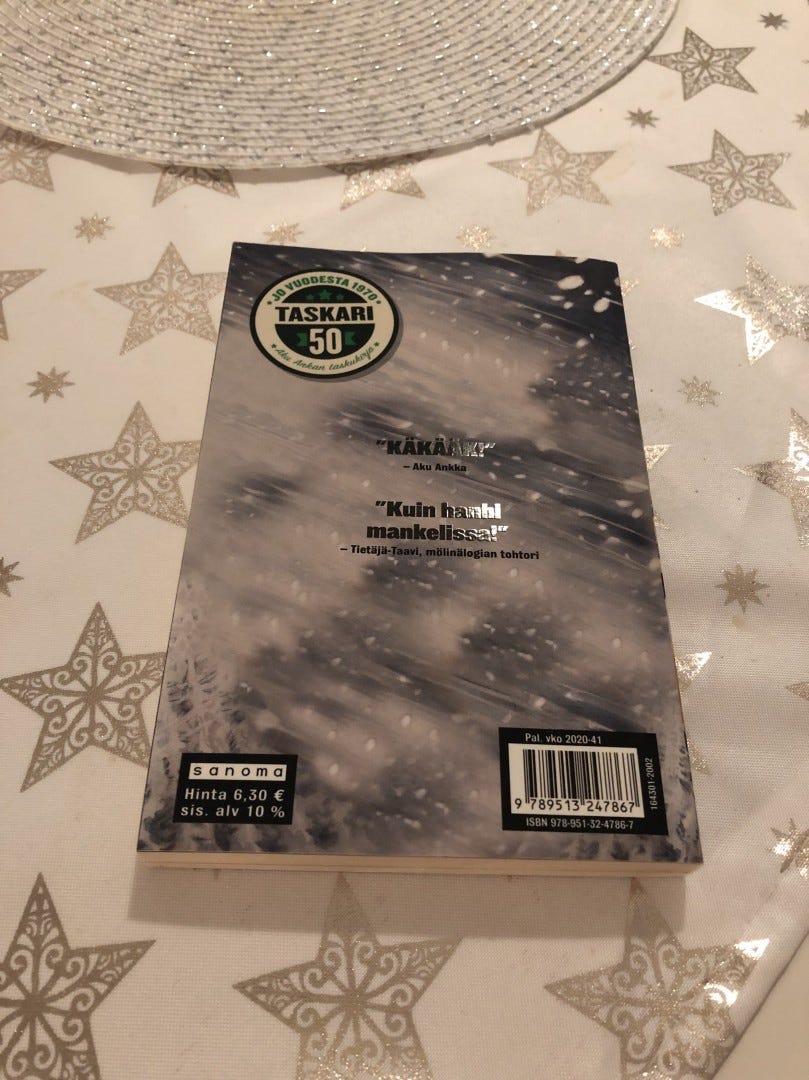 JO VUODESTA 1970
TASKARI
50
Aku Ankan taskukirja
"KÄKÄÄK!"
– Aku Ankka
"Kuin hanhi
mankelissa!"
– Tietäjä-Taavi, mölinälogian tohtori
sanoma
Hinta 6,30 €
sis. alv 10 %
Pal. vko 2020-41
9 789513 247867
ISBN 978-951-32-4786-7
164301-2002